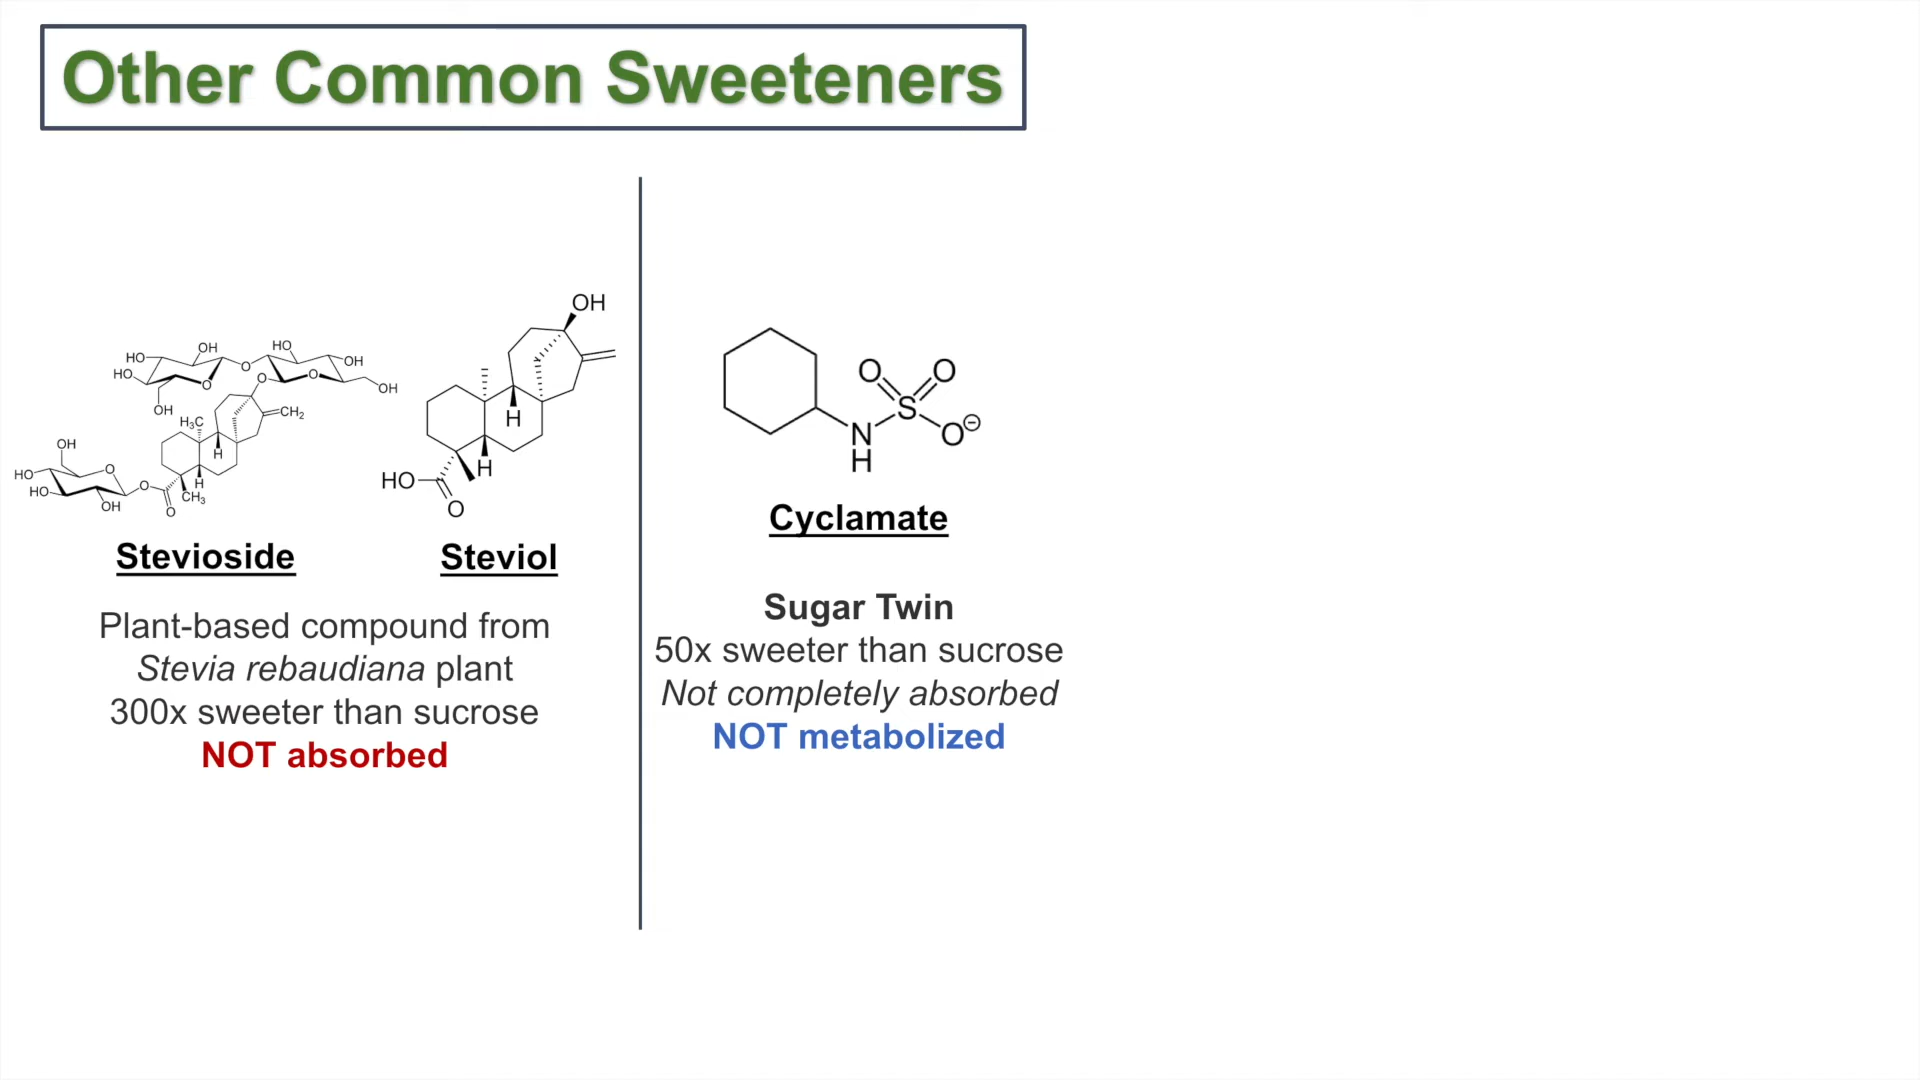 Other Common Sweeteners
OH
HO
OH
HO
O
HO
OH
O
O
OH
OH
OH
CH2
H3C
H
H
CH3
OH
HO
HO
O
OH
O
O
OH
H
H
HO
O
O
O
S
O⊖
N
H
Stevioside
Steviol
Plant-based compound from
Stevia rebaudiana plant
300x sweeter than sucrose
NOT absorbed
Cyclamate
Sugar Twin
50x sweeter than sucrose
Not completely absorbed
NOT metabolized